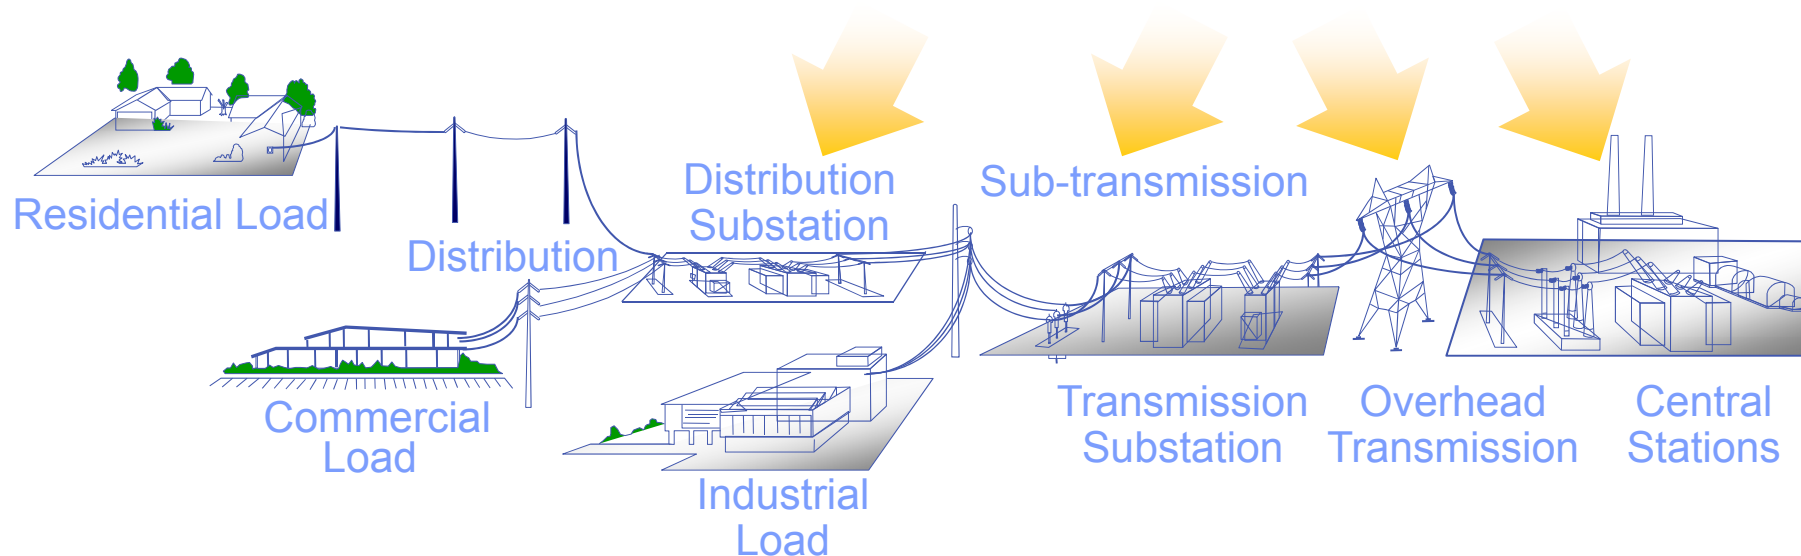 Residential Load
Distribution
Commercial
Load
Distribution
Substation
Industrial
Load
Sub-transmission
Transmission
Substation
Overhead
Transmission
Central
Stations